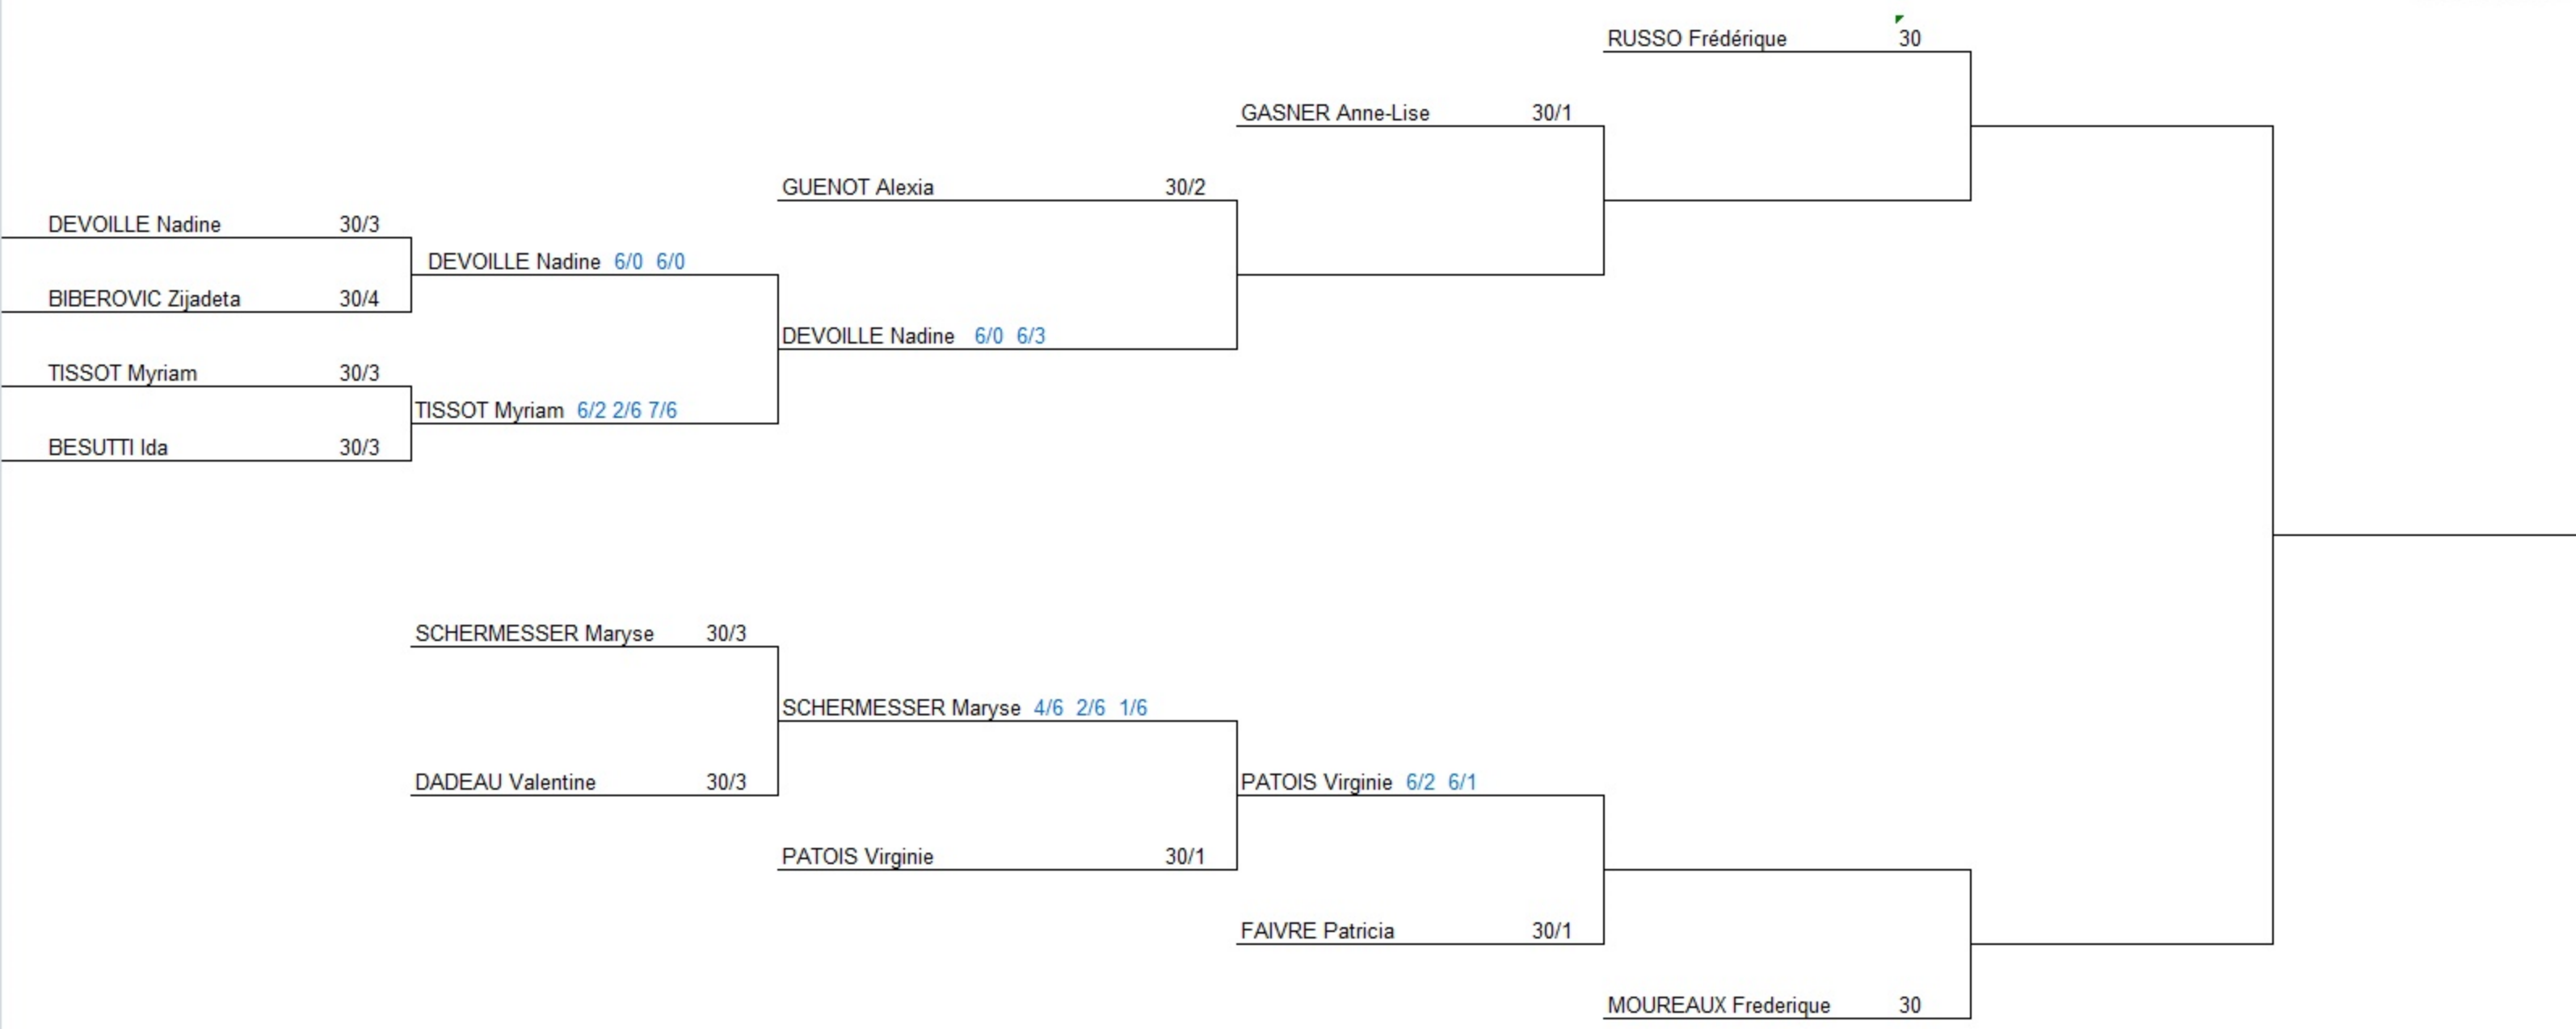 RUSSO Frédérique 30
GASNER Anne-Lise 30/1
GUENOT Alexia 30/2
DEVOILLE Nadine 30/3
DEVOILLE Nadine 6/0 6/0
BIBEROVIC Zijadeta 30/4
DEVOILLE Nadine 6/0 6/3
TISSOT Myriam 30/3
TISSOT Myriam 6/2 2/6 7/6
BESUTTI Ida 30/3
SCHERMESSER Maryse 30/3
SCHERMESSER Maryse 4/6 2/6 1/6
DADEAU Valentine 30/3
PATOIS Virginie 6/2 6/1
PATOIS Virginie 30/1
FAIVRE Patricia 30/1
MOUREAUX Frederique 30